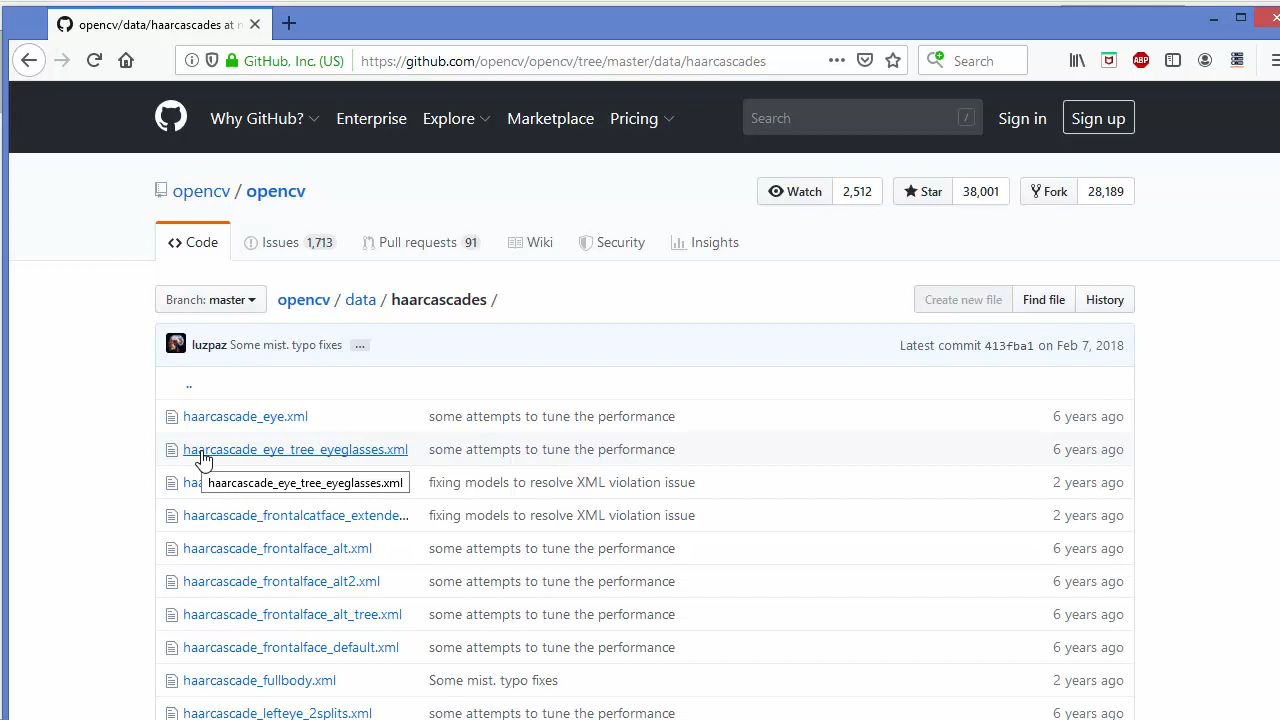 opencv/data/haarcascades at
GitHub, Inc. (US) https://github.com/opencv/opencv/tree/master/data/haarcascades Search ABP
Why GitHub? Enterprise Explore Marketplace Pricing Search / Sign in Sign up
opencv / opencv Watch 2,512 Star 38,001 Fork 28,189
Code Issues 1,713 Pull requests 91 Wiki Security Insights
Branch: master opencv / data / haarcascades / Create new file Find file History
luzpaz Some mist. typo fixes ... Latest commit 413fba1 on Feb 7, 2018
..
haarcascade_eye.xml some attempts to tune the performance 6 years ago
haarcascade_eye_tree_eyeglasses.xml some attempts to tune the performance 6 years ago
haarcascade_eye_tree_eyeglasses.xml fixing models to resolve XML violation issue 2 years ago
haarcascade_frontalcatface_extende... fixing models to resolve XML violation issue 2 years ago
haarcascade_frontalface_alt.xml some attempts to tune the performance 6 years ago
haarcascade_frontalface_alt2.xml some attempts to tune the performance 6 years ago
haarcascade_frontalface_alt_tree.xml some attempts to tune the performance 6 years ago
haarcascade_frontalface_default.xml some attempts to tune the performance 6 years ago
haarcascade_fullbody.xml Some mist. typo fixes 2 years ago
haarcascade_lefteye_2splits.xml some attempts to tune the performance 6 years ago